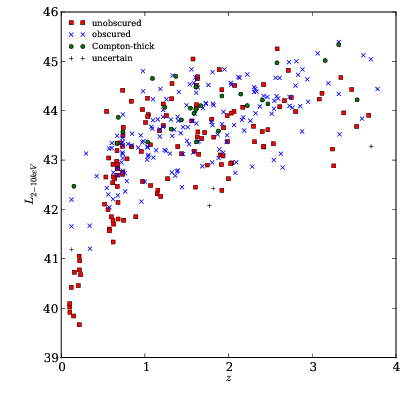 46
45
44
43
42
41
40
39
0
1
2
3
4
unobscured
obscured
Compton-thick
uncertain
L2−10keV
z